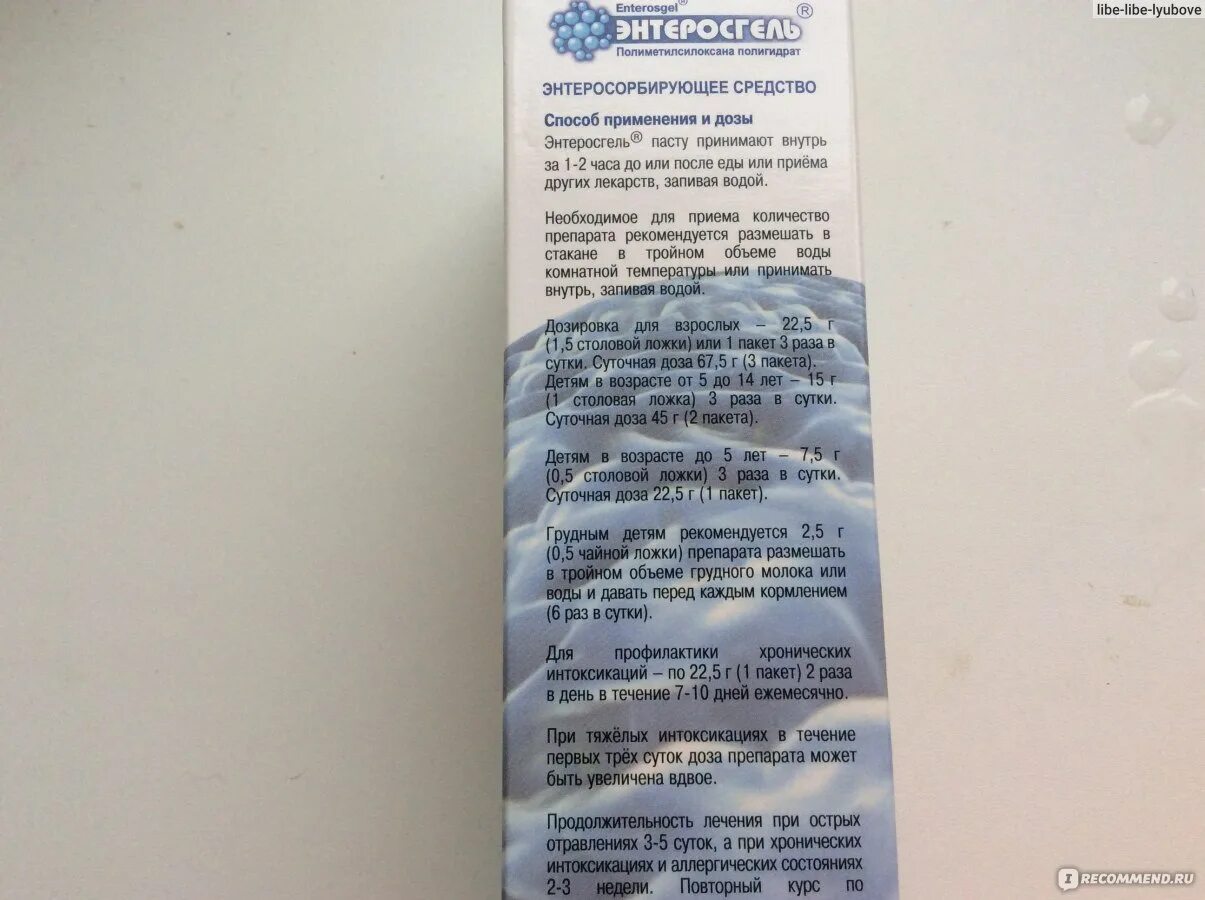 libe-libe-lyubove
Enterosgel®
ЭНТЕРОСГЕЛЬ®
Полиметилсилоксана полигидрат
ЭНТЕРОСОРБИРУЮЩЕЕ СРЕДСТВО
Способ применения и дозы
Энтеросгель® пасту принимают внутрь
за 1-2 часа до или после еды или приёма
других лекарств, запивая водой.
Необходимое для приема количество
препарата рекомендуется размешать в
стакане в тройном объеме воды
комнатной температуры или принимать
внутрь, запивая водой.
Дозировка для взрослых – 22,5 г
(1,5 столовой ложки) или 1 пакет 3 раза в
сутки. Суточная доза 67,5 г (3 пакета).
Детям в возрасте от 5 до 14 лет – 15 г
(1 столовая ложка) 3 раза в сутки.
Суточная доза 45 г (2 пакета).
Детям в возрасте до 5 лет – 7,5 г
(0,5 столовой ложки) 3 раза в сутки.
Суточная доза 22,5 г (1 пакет).
Грудным детям рекомендуется 2,5 г
(0,5 чайной ложки) препарата размешать
в тройном объеме грудного молока или
воды и давать перед каждым кормлением
(6 раз в сутки).
Для профилактики хронических
интоксикаций – по 22,5 г (1 пакет) 2 раза
в день в течение 7-10 дней ежемесячно.
При тяжёлых интоксикациях в течение
первых трёх суток доза препарата может
быть увеличена вдвое.
Продолжительность лечения при острых
отравлениях 3-5 суток, а при хронических
интоксикациях и аллергических состояниях
2-3 недели. Повторный курс по
IRECOMMEND.RU